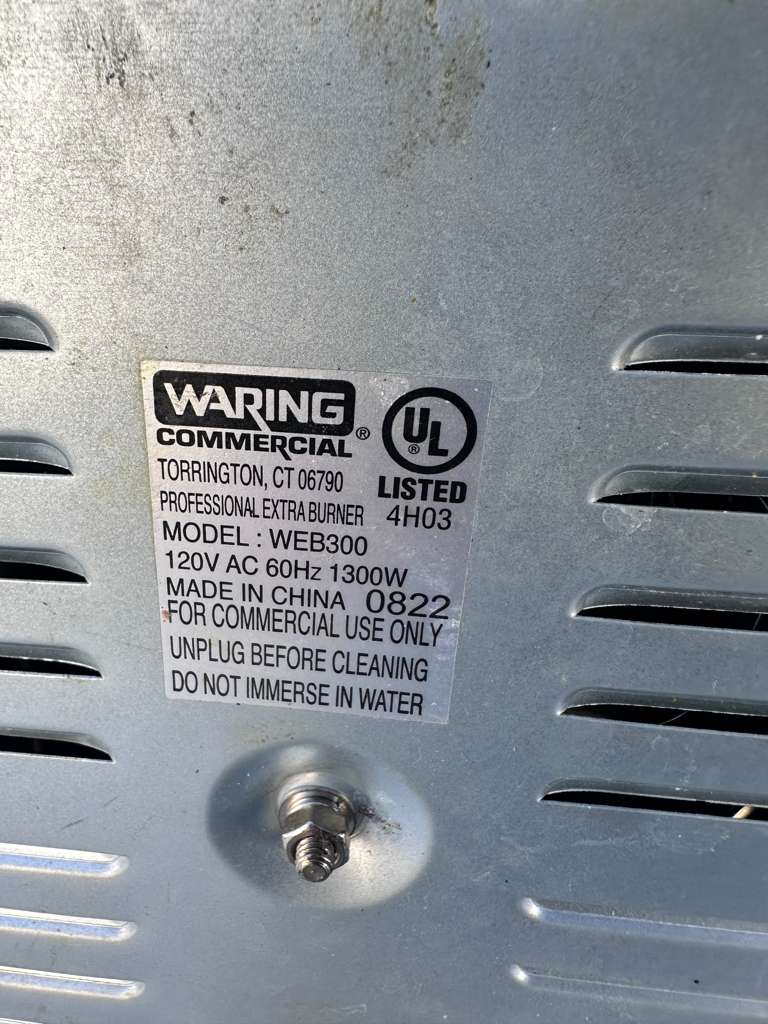 WARING
COMMERCIAL®
TORRINGTON, CT 06790
PROFESSIONAL EXTRA BURNER
MODEL : WEB300
120V AC 60Hz 1300W
MADE IN CHINA 0822
FOR COMMERCIAL USE ONLY
UNPLUG BEFORE CLEANING
DO NOT IMMERSE IN WATER
UL®
LISTED
4H03